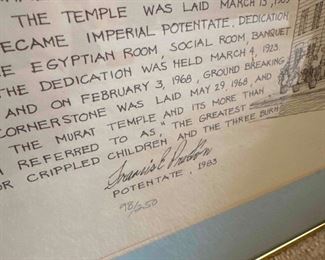 THE TEMPLE WAS LAID MARCH 13,
BECAME IMPERIAL POTENTATE, DEDICATION
EGYPTIAN ROOM, SOCIAL ROOM, BANQUET
THE DEDICATION WAS HELD MARCH 4, 1923.
AND ON FEBRUARY 3, 1968, GROUND BREAKING
CORNERSTONE WAS LAID MAY 29, 1968, AND
THE MURAT TEMPLE AND ITS MORE THAN
REFERRED TO AS, "THE GREATEST
CRIPPLED CHILDREN AND THE THREE BURN
POTENTATE, 1983
98/250